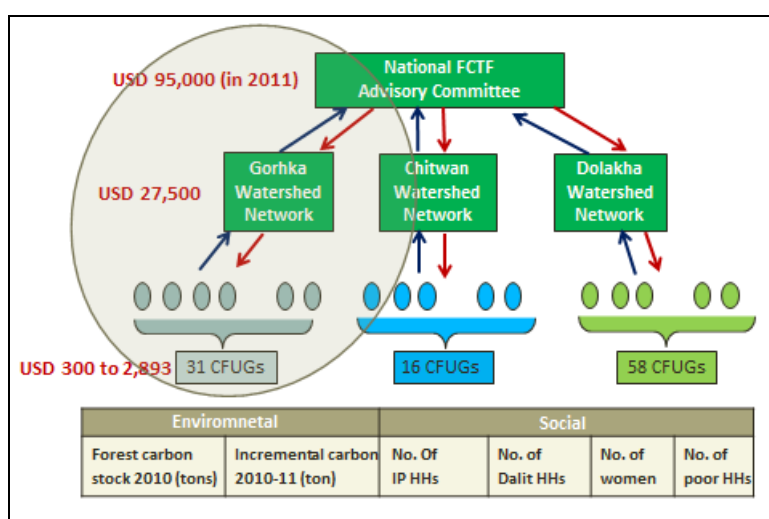 USD 95,000 (in 2011)
National FCTF
Advisory Committee
USD 27,500
Gorhka
Watershed
Network
Chitwan
Watershed
Network
Dolakha
Watershed
Network
USD 300 to 2,893
31 CFUGs
16 CFUGs
58 CFUGs
Enviromnetal
Social
Forest carbon
stock 2010 (tons)
Incremental carbon
2010-11 (ton)
No. Of
IP HHs
No. of
Dalit HHs
No. of
women
No. of
poor HHs